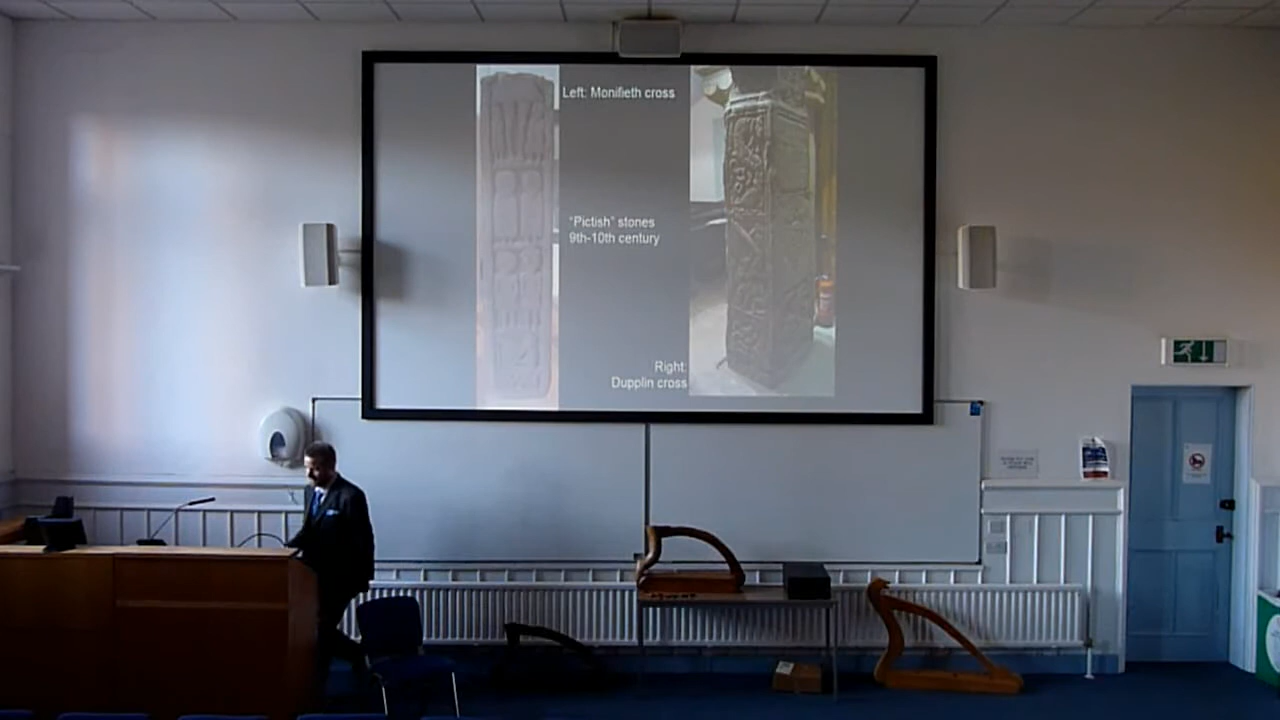 Left: Monifieth cross
"Pictish" stones
9th-10th century
Right:
Dupplin cross